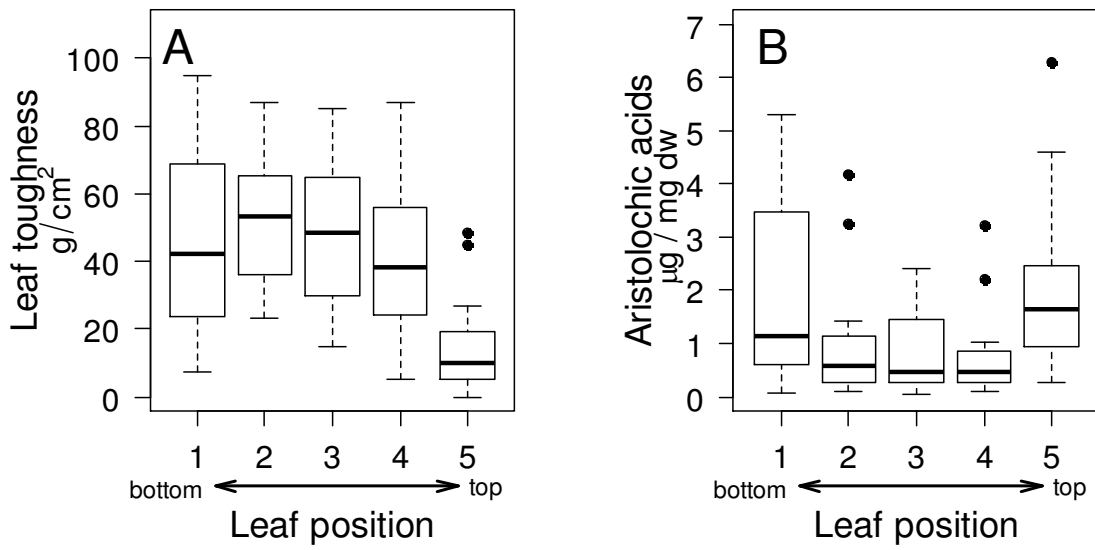 A
Leaf toughness
g/cm²
100
80
60
40
20
0
1 2 3 4 5
bottom top
Leaf position
B
Aristolochic acids
µg / mg dw
7
6
5
4
3
2
1
0
1 2 3 4 5
bottom top
Leaf position